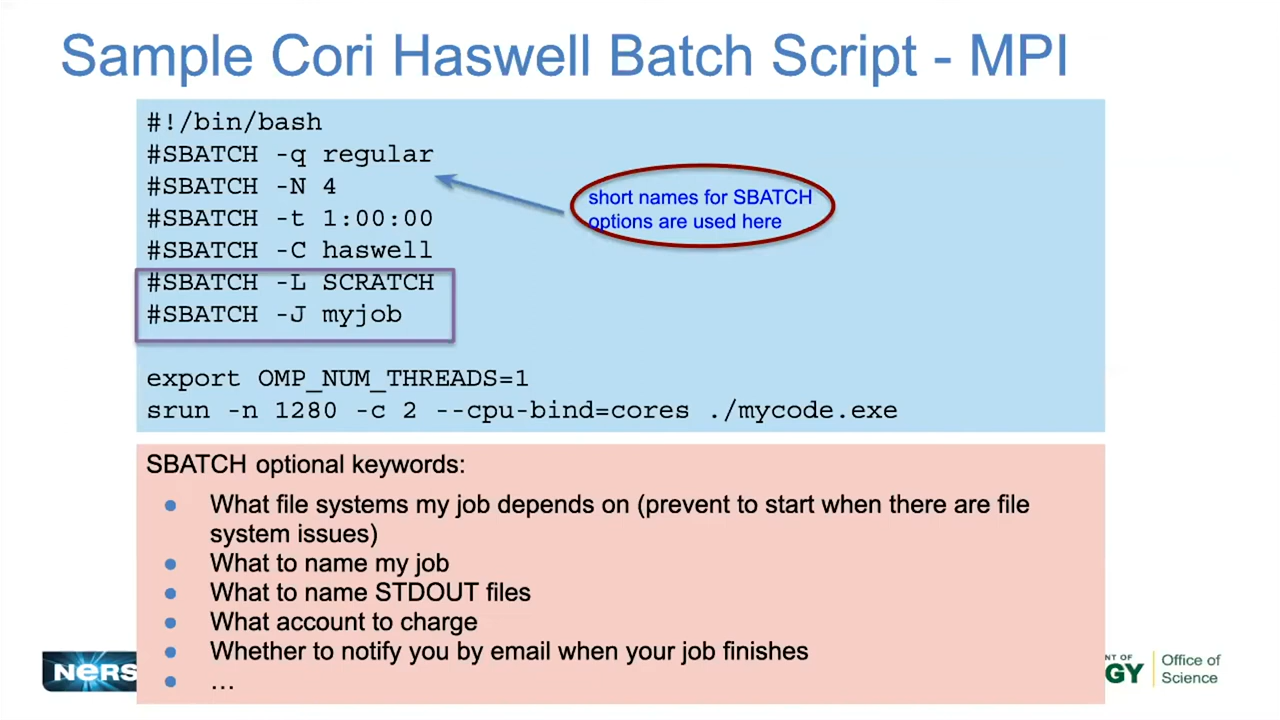 Sample Cori Haswell Batch Script - MPI
#!/bin/bash
#SBATCH -q regular
#SBATCH -N 4
#SBATCH -t 1:00:00
#SBATCH -C haswell
#SBATCH -L SCRATCH
#SBATCH -J myjob
short names for SBATCH
options are used here
export OMP_NUM_THREADS=1
srun -n 1280 -c 2 --cpu-bind=cores ./mycode.exe
SBATCH optional keywords:
● What file systems my job depends on (prevent to start when there are file
system issues)
● What to name my job
● What to name STDOUT files
● What account to charge
● Whether to notify you by email when your job finishes
● …
NERS
NT OF
GY
Office of
Science